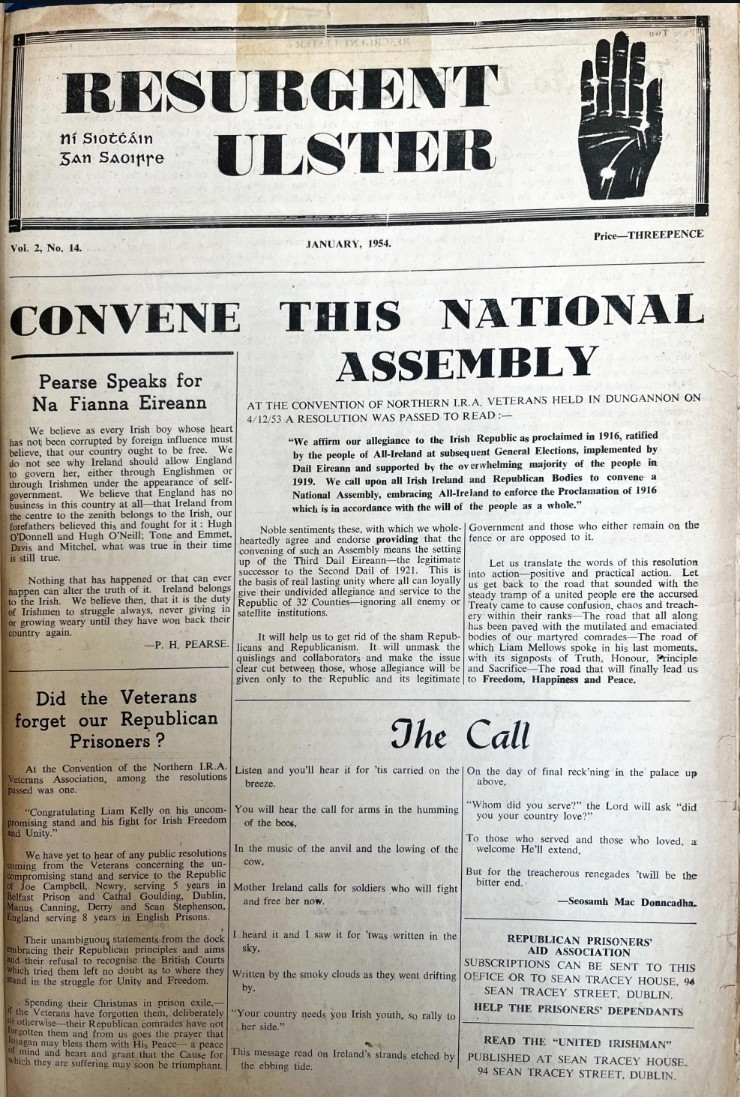 RESURGENT
ULSTER
Ní Síoṫċáin
Gan Saoirse
Vol. 2, No. 14.
JANUARY, 1954.
Price—THREEPENCE
CONVENE THIS NATIONAL
ASSEMBLY
Pearse Speaks for
Na Fianna Eireann
We believe as every Irish boy whose heart
has not been corrupted by foreign influence must
believe, that our country ought to be free. We
do not see why Ireland should allow England
to govern her, either through Englishmen or
through Irishmen under the appearance of self-
government. We believe that England has no
business in this country at all—that Ireland from
the centre to the zenith belongs to the Irish, our
forefathers believed this and fought for it : Hugh
O'Donnell and Hugh O'Neill; Tone and Emmet,
Davis and Mitchel, what was true in their time
is still true.
Nothing that has happened or that can ever
happen can alter the truth of it. Ireland belongs
to the Irish. We believe then, that it is the duty
of Irishmen to struggle always, never giving in
or growing weary until they have won back their
country again.
—P. H. PEARSE.
Did the Veterans
forget our Republican
Prisoners ?
At the Convention of the Northern I.R.A.
Veterans Association, among the resolutions
passed was one.
"Congratulating Liam Kelly on his uncom-
promising stand and his fight for Irish Freedom
and Unity."
We have yet to hear of any public resolutions
coming from the Veterans concerning the un-
compromising stand and service to the Republic
of Joe Campbell, Newry, serving 5 years in
Belfast Prison and Cathal Goulding, Dublin,
Manus Canning, Derry and Sean Stephenson,
England serving 8 years in English Prisons.
Their unambiguous statements from the dock
embracing their Republican principles and aims
and their refusal to recognise the British Courts
which tried them left no doubt as to where they
stand in the struggle for Unity and Freedom.
Spending their Christmas in prison exile,—
if the Veterans have forgotten them, deliberately
or otherwise—their Republican comrades have not
forgotten them and from us goes the prayer that
may bless them with His Peace— a peace
of mind and heart and grant that the Cause for
which they are suffering may soon be triumphant.
AT THE CONVENTION OF NORTHERN I.R.A. VETERANS HELD IN DUNGANNON ON
4/12/53 A RESOLUTION WAS PASSED TO READ :—
"We affirm our allegiance to the Irish Republic as proclaimed in 1916, ratified
by the people of All-Ireland at subsequent General Elections, implemented by
Dail Eireann and supported by the overwhelming majority of the people in
1919. We call upon all Irish Ireland and Republican Bodies to convene a
National Assembly, embracing All-Ireland to enforce the Proclamation of 1916
which is in accordance with the will of the people as a whole."
Noble sentiments these, with which we whole-
heartedly agree and endorse providing that the
convening of such an Assembly means the setting
up of the Third Dail Eireann—the legitimate
successor to the Second Dail of 1921. This is
the basis of real lasting unity where all can loyally
give their undivided allegiance and service to the
Republic of 32 Counties—ignoring all enemy or
satellite institutions.
It will help us to get rid of the sham Repub-
licans and Republicanism. It will unmask the
quislings and collaborators and make the issue
clear cut between those, whose allegiance will be
given only to the Republic and its legitimate
Government and those who either remain on the
fence or are opposed to it.
Let us translate the words of this resolution
into action—positive and practical action. Let
us get back to the road that sounded with the
steady tramp of a united people ere the accursed
Treaty came to cause confusion, chaos and treach-
ery within their ranks—The road that all along
has been paved with the mutilated and emaciated
bodies of our martyred comrades—The road of
which Liam Mellows spoke in his last moments,
with its signposts of Truth, Honour, Principle
and Sacrifice—The road that will finally lead us
to Freedom, Happiness and Peace.
The Call
Listen and you'll hear it for 'tis carried on the
breeze.
You will hear the call for arms in the humming
of the bees,
In the music of the anvil and the lowing of the
cow,
Mother Ireland calls for soldiers who will fight
and free her now.
I heard it and I saw it for 'twas written in the
sky,
Written by the smoky clouds as they went drifting
by,
"Your country needs you Irish youth, so rally to
her side."
This message read on Ireland's strands etched by
the ebbing tide.
On the day of final reck'ning in the palace up
above,
"Whom did you serve?" the Lord will ask "did
you your country love?"
To those who served and those who loved, a
welcome He'll extend,
But for the treacherous renegades 'twill be the
bitter end.
—Seosamh Mac Donncadha.
REPUBLICAN PRISONERS'
AID ASSOCIATION
SUBSCRIPTIONS CAN BE SENT TO THIS
OFFICE OR TO SEAN TRACEY HOUSE, 94
SEAN TRACEY STREET, DUBLIN.
HELP THE PRISONERS' DEPENDANTS
READ THE "UNITED IRISHMAN"
PUBLISHED AT SEAN TRACEY HOUSE,
94 SEAN TRACEY STREET, DUBLIN.